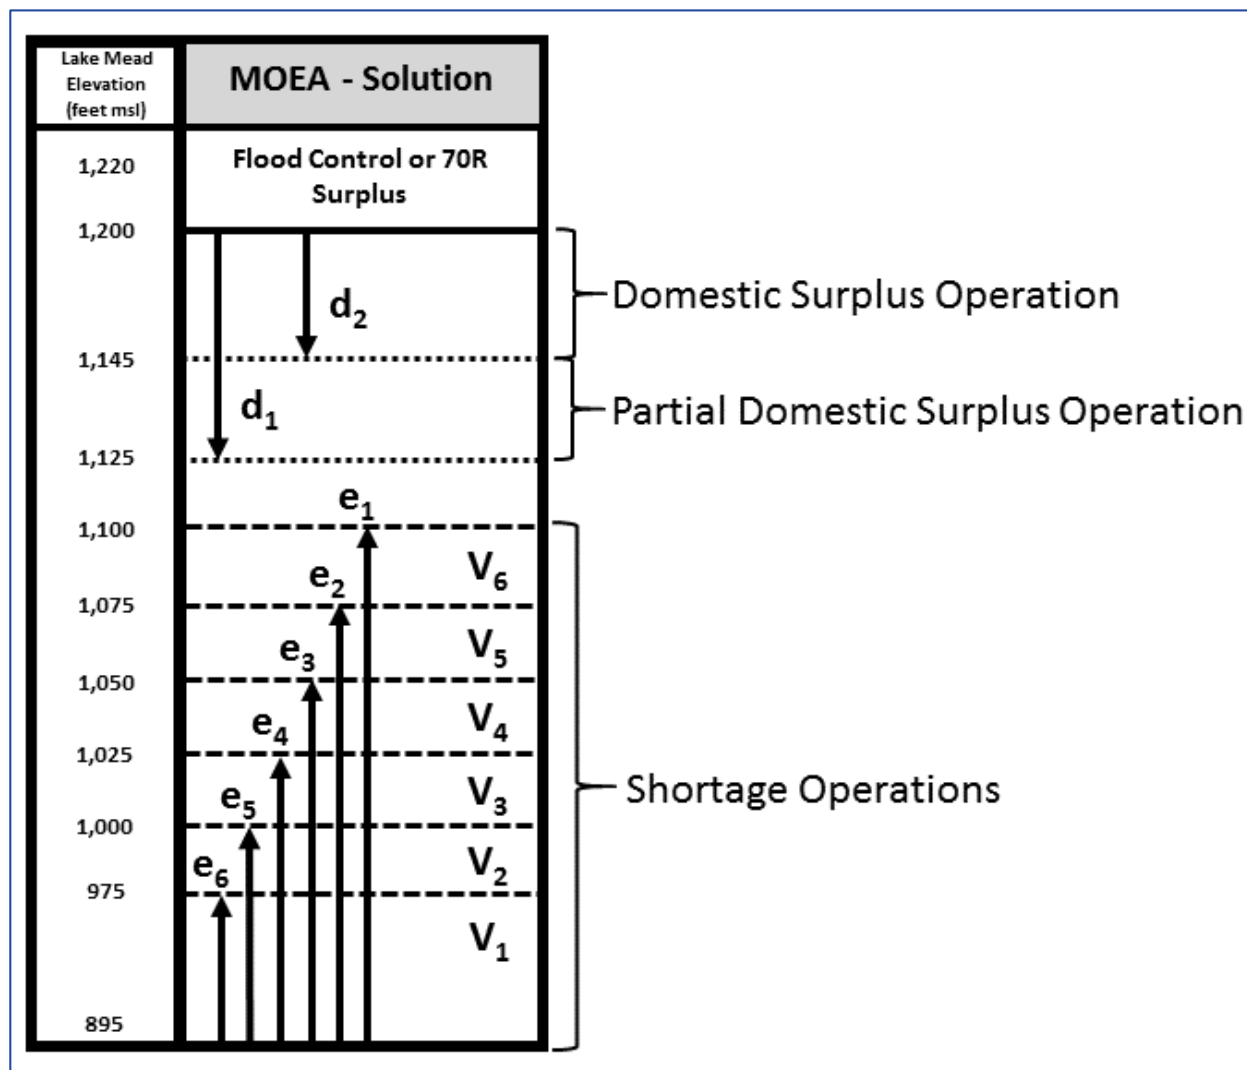 Lake Mead
Elevation
(feet msl)
MOEA - Solution
1,220
Flood Control or 70R
Surplus
1,200
d2
Domestic Surplus Operation
1,145
d1
Partial Domestic Surplus Operation
1,125
e1
1,100
V6
e2
1,075
V5
e3
1,050
V4
e4
1,025
V3
Shortage Operations
e5
1,000
V2
e6
975
V1
895